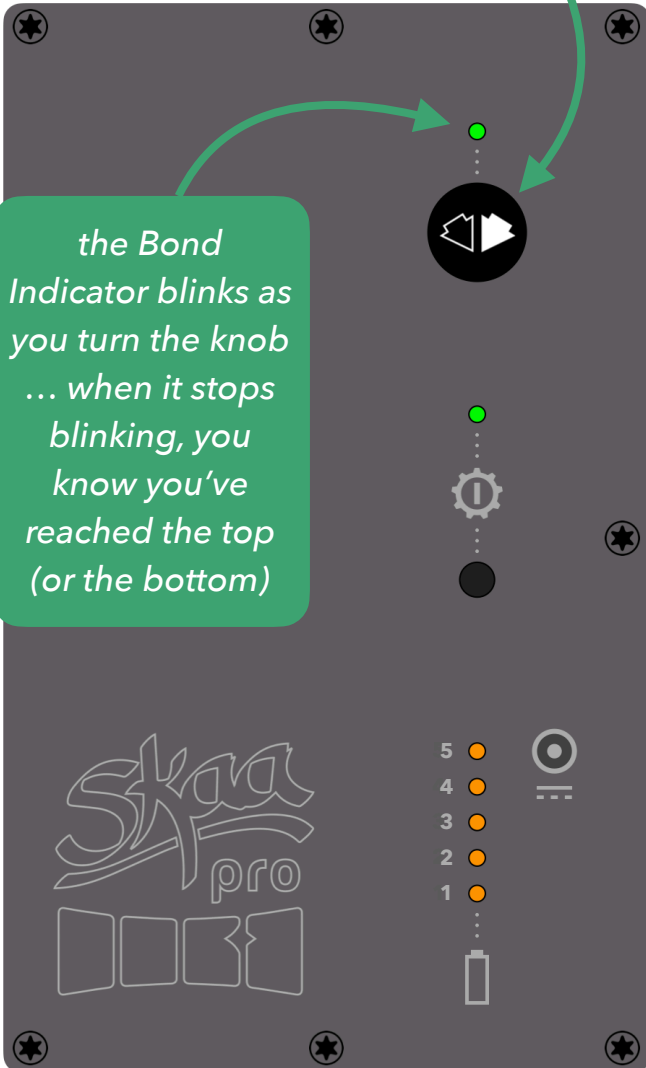 the Bond
Indicator blinks as
you turn the knob
… when it stops
blinking, you
know you’ve
reached the top
(or the bottom)
5
4
3
2
1
skaa
pro